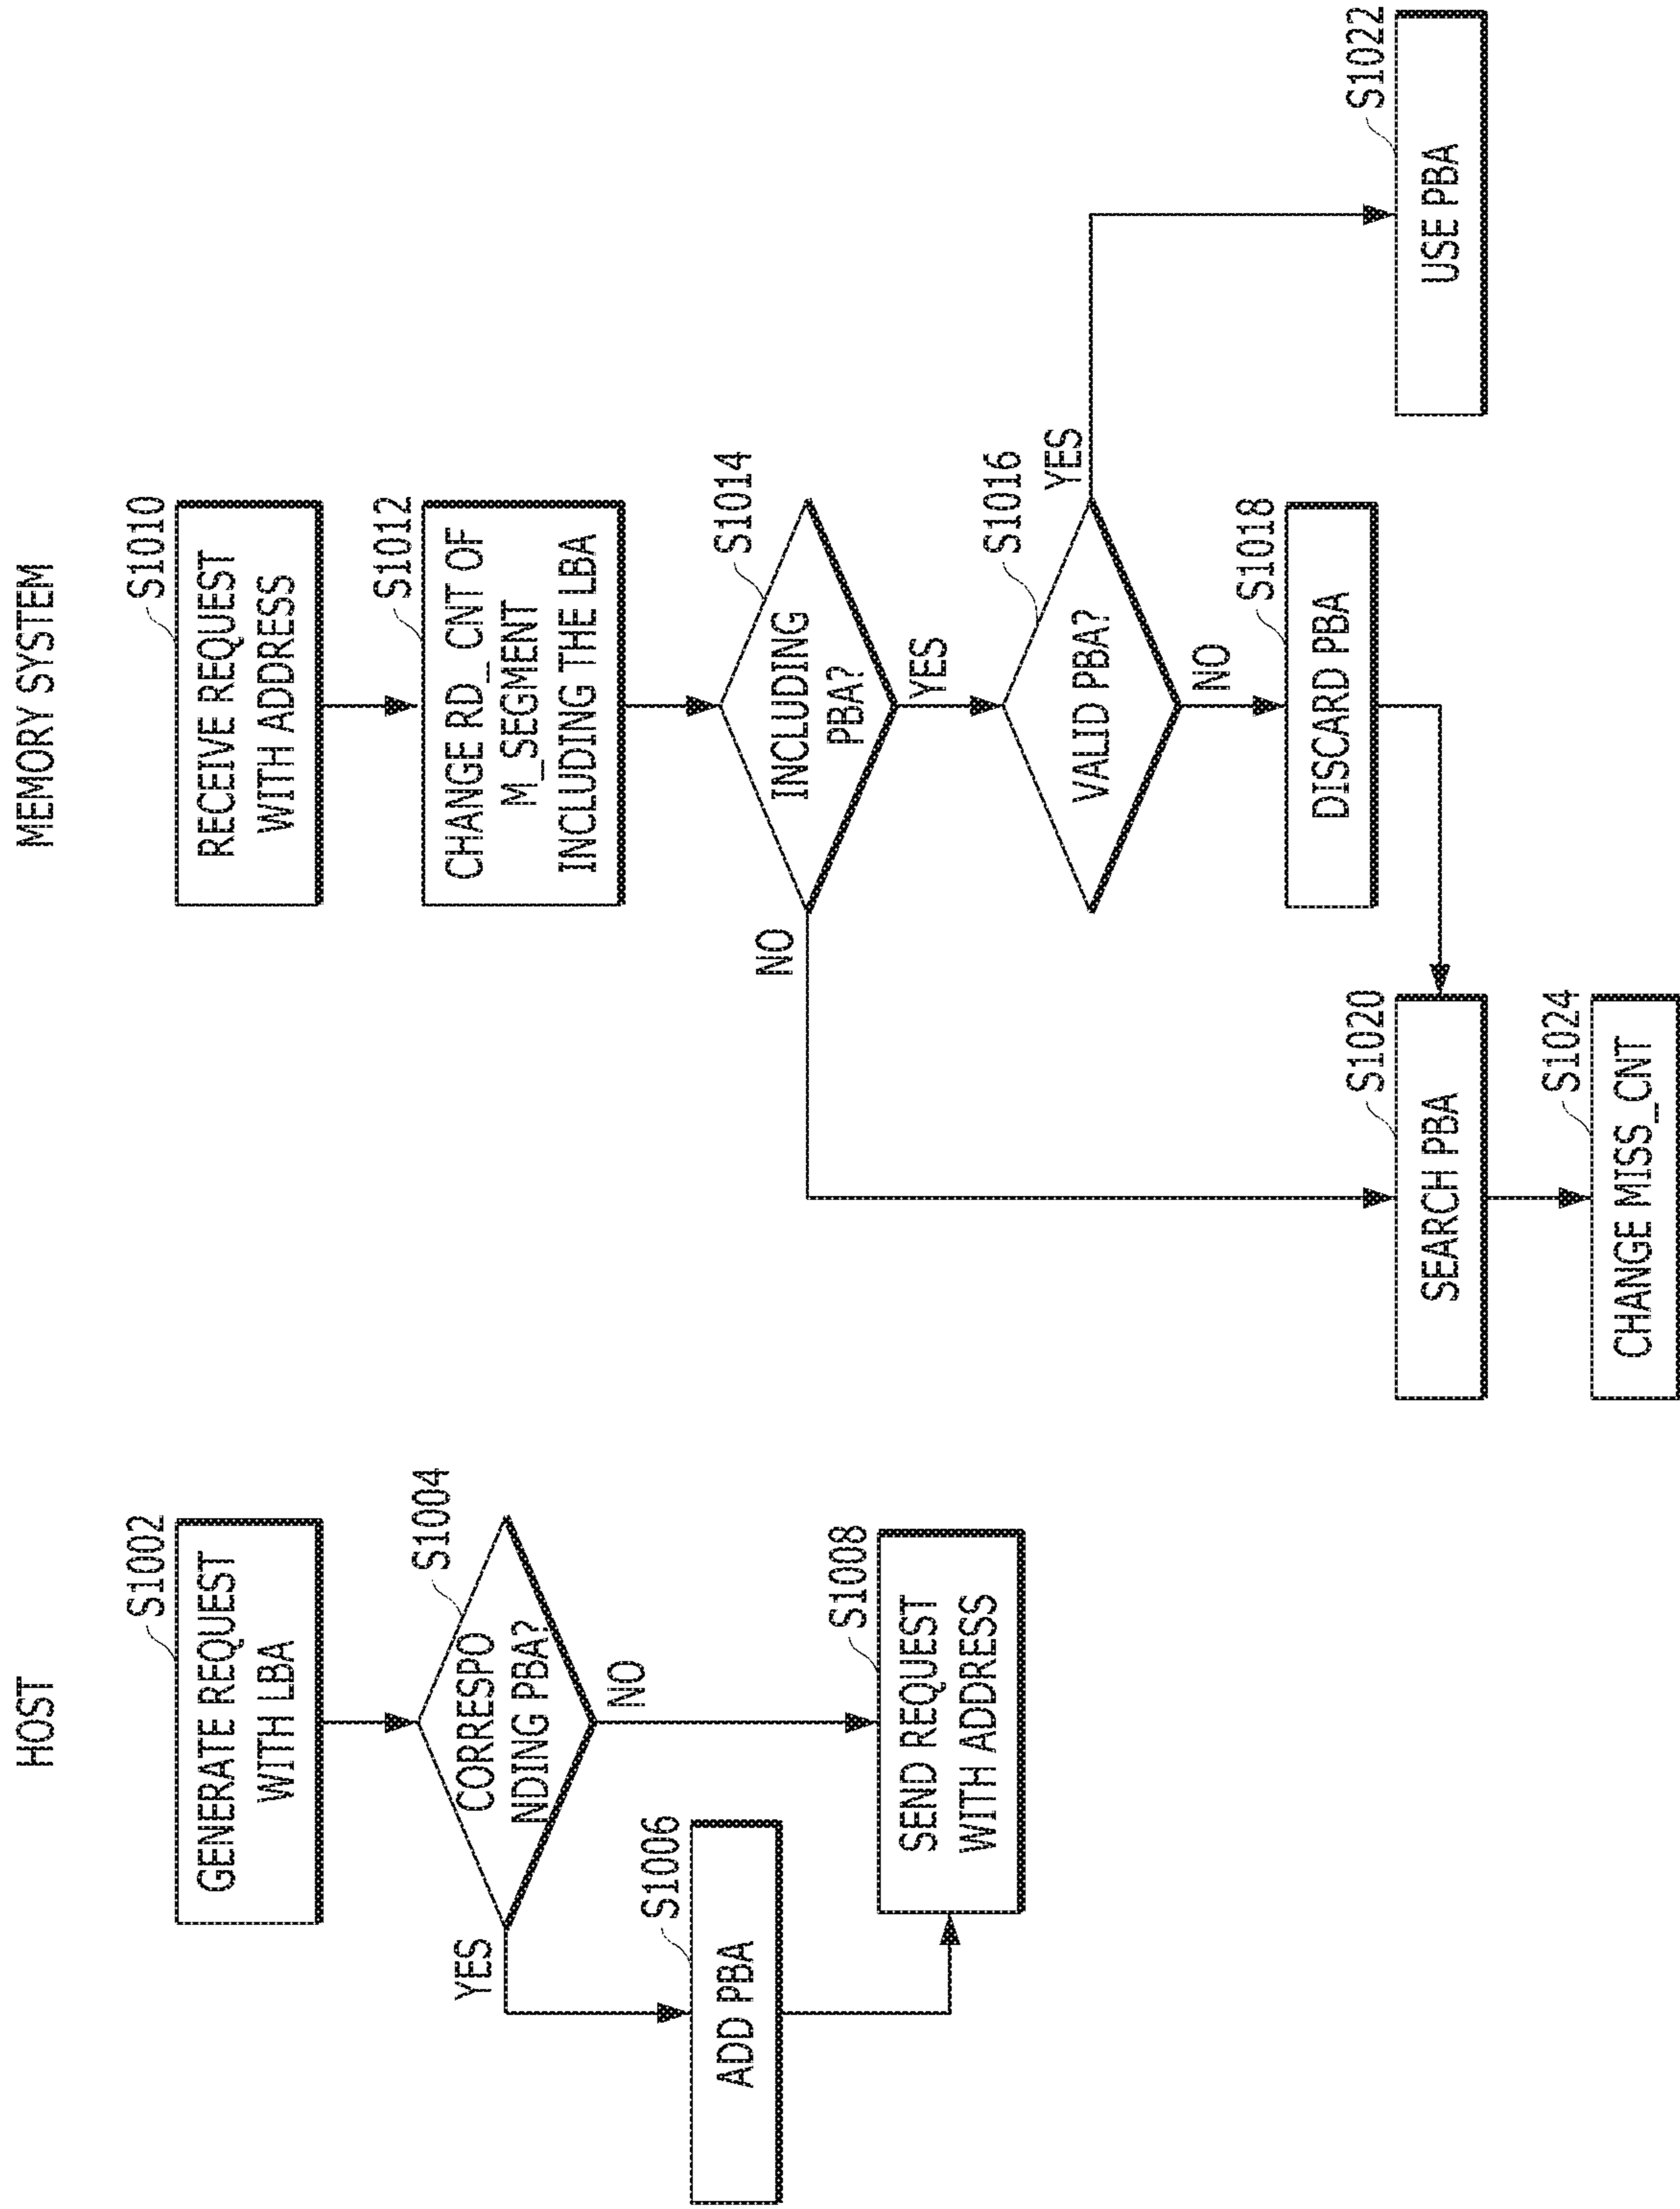 HOST
S1002
GENERATE REQUEST
WITH LBA
S1004
CORRESPO
NDING PBA?
YES
NO
S1006
ADD PBA
S1008
SEND REQUEST
WITH ADDRESS
MEMORY SYSTEM
S1010
RECEIVE REQUEST
WITH ADDRESS
S1012
CHANGE RD_CNT OF
M_SEGMENT
INCLUDING THE LBA
S1014
INCLUDING
PBA?
NO
YES
S1016
VALID PBA?
YES
NO
S1018
DISCARD PBA
S1020
SEARCH PBA
S1022
USE PBA
S1024
CHANGE MISS_CNT